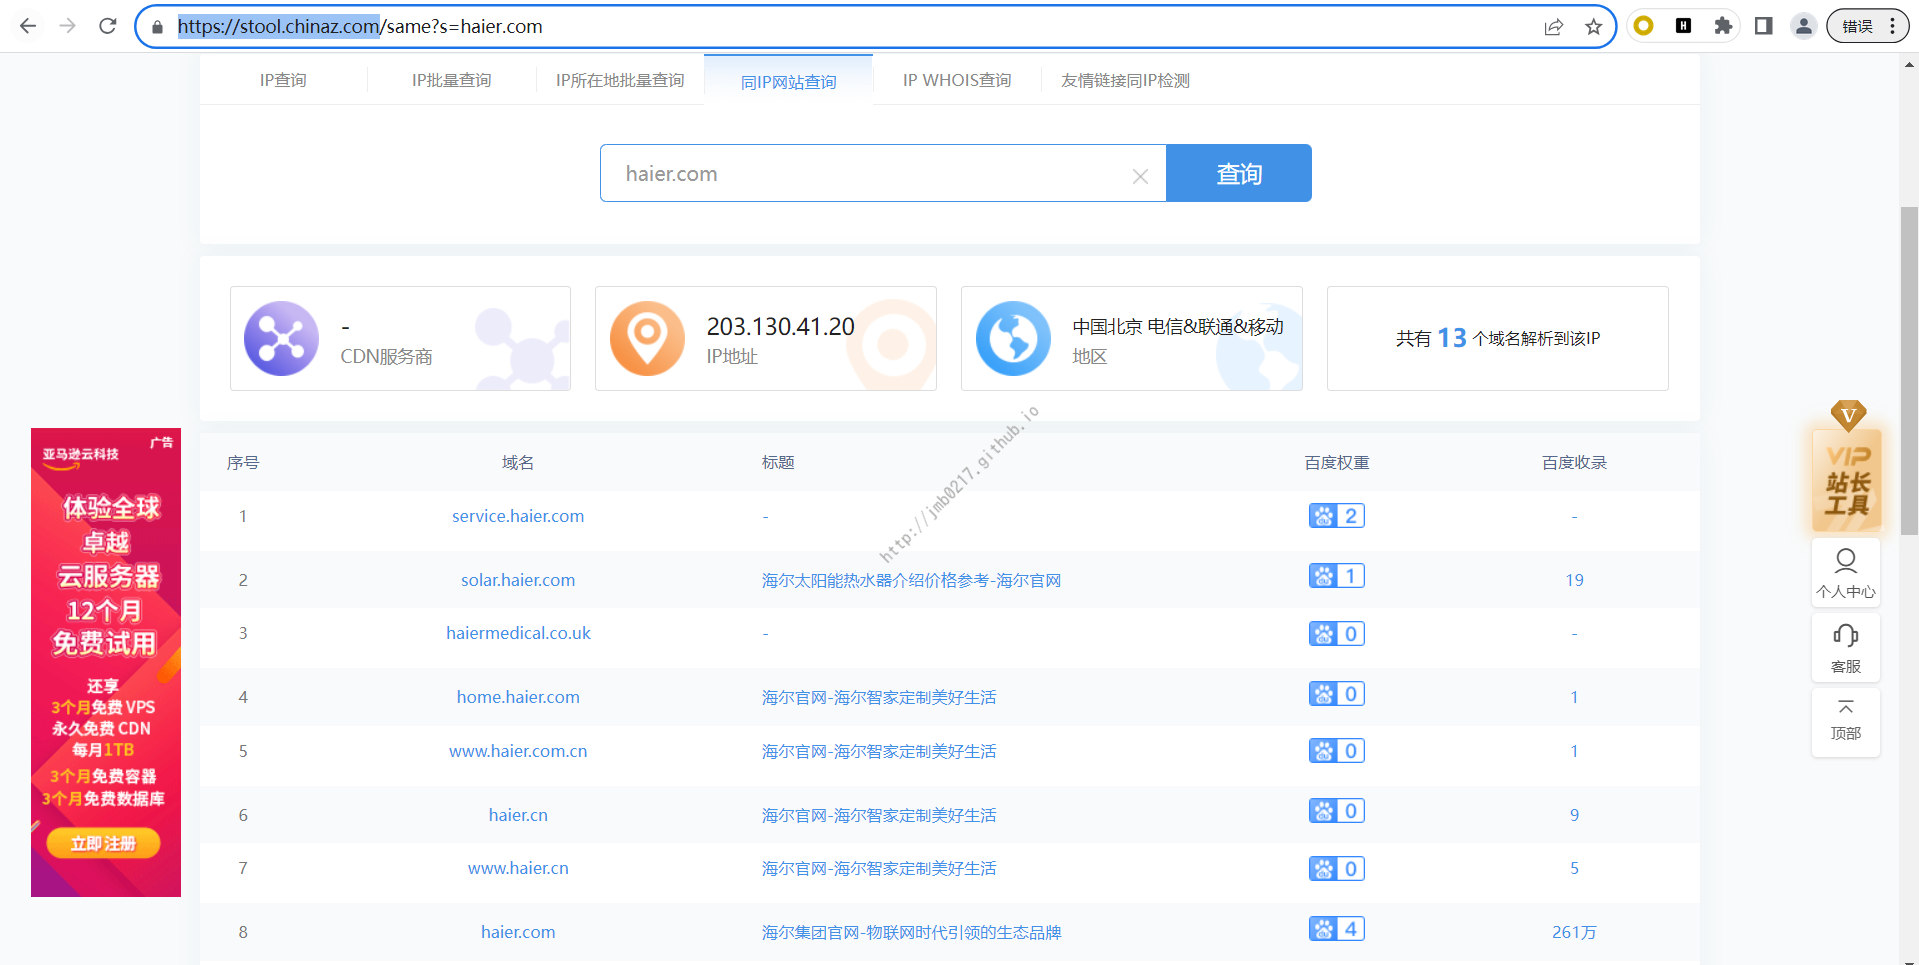 https://stool.chinaz.com/same?s=haier.com
错误
IP查询 IP批量查询 IP所在地批量查询 同IP网站查询 IP WHOIS查询 友情链接同IP检测
haier.com
查询
-
CDN服务商
203.130.41.20
IP地址
中国北京 电信&联通&移动
地区
共有 13 个域名解析到该IP
序号 域名 标题 百度权重 百度收录
1 service.haier.com - 2 -
2 solar.haier.com 海尔太阳能热水器介绍价格参考-海尔官网 1 19
3 haiermedical.co.uk - 0 -
4 home.haier.com 海尔官网-海尔智家定制美好生活 0 1
5 www.haier.com.cn 海尔官网-海尔智家定制美好生活 0 1
6 haier.cn 海尔官网-海尔智家定制美好生活 0 9
7 www.haier.cn 海尔官网-海尔智家定制美好生活 0 5
8 haier.com 海尔集团官网-物联网时代引领的生态品牌 4 261万
http://jmb0217.github.io
广告
亚马逊云科技
体验全球
卓越
云服务器
12个月
免费试用
还享
3个月免费 VPS
永久免费 CDN
每月1TB
3个月免费容器
3个月免费数据库
立即注册
V
VIP
站长
工具
个人中心
客服
顶部